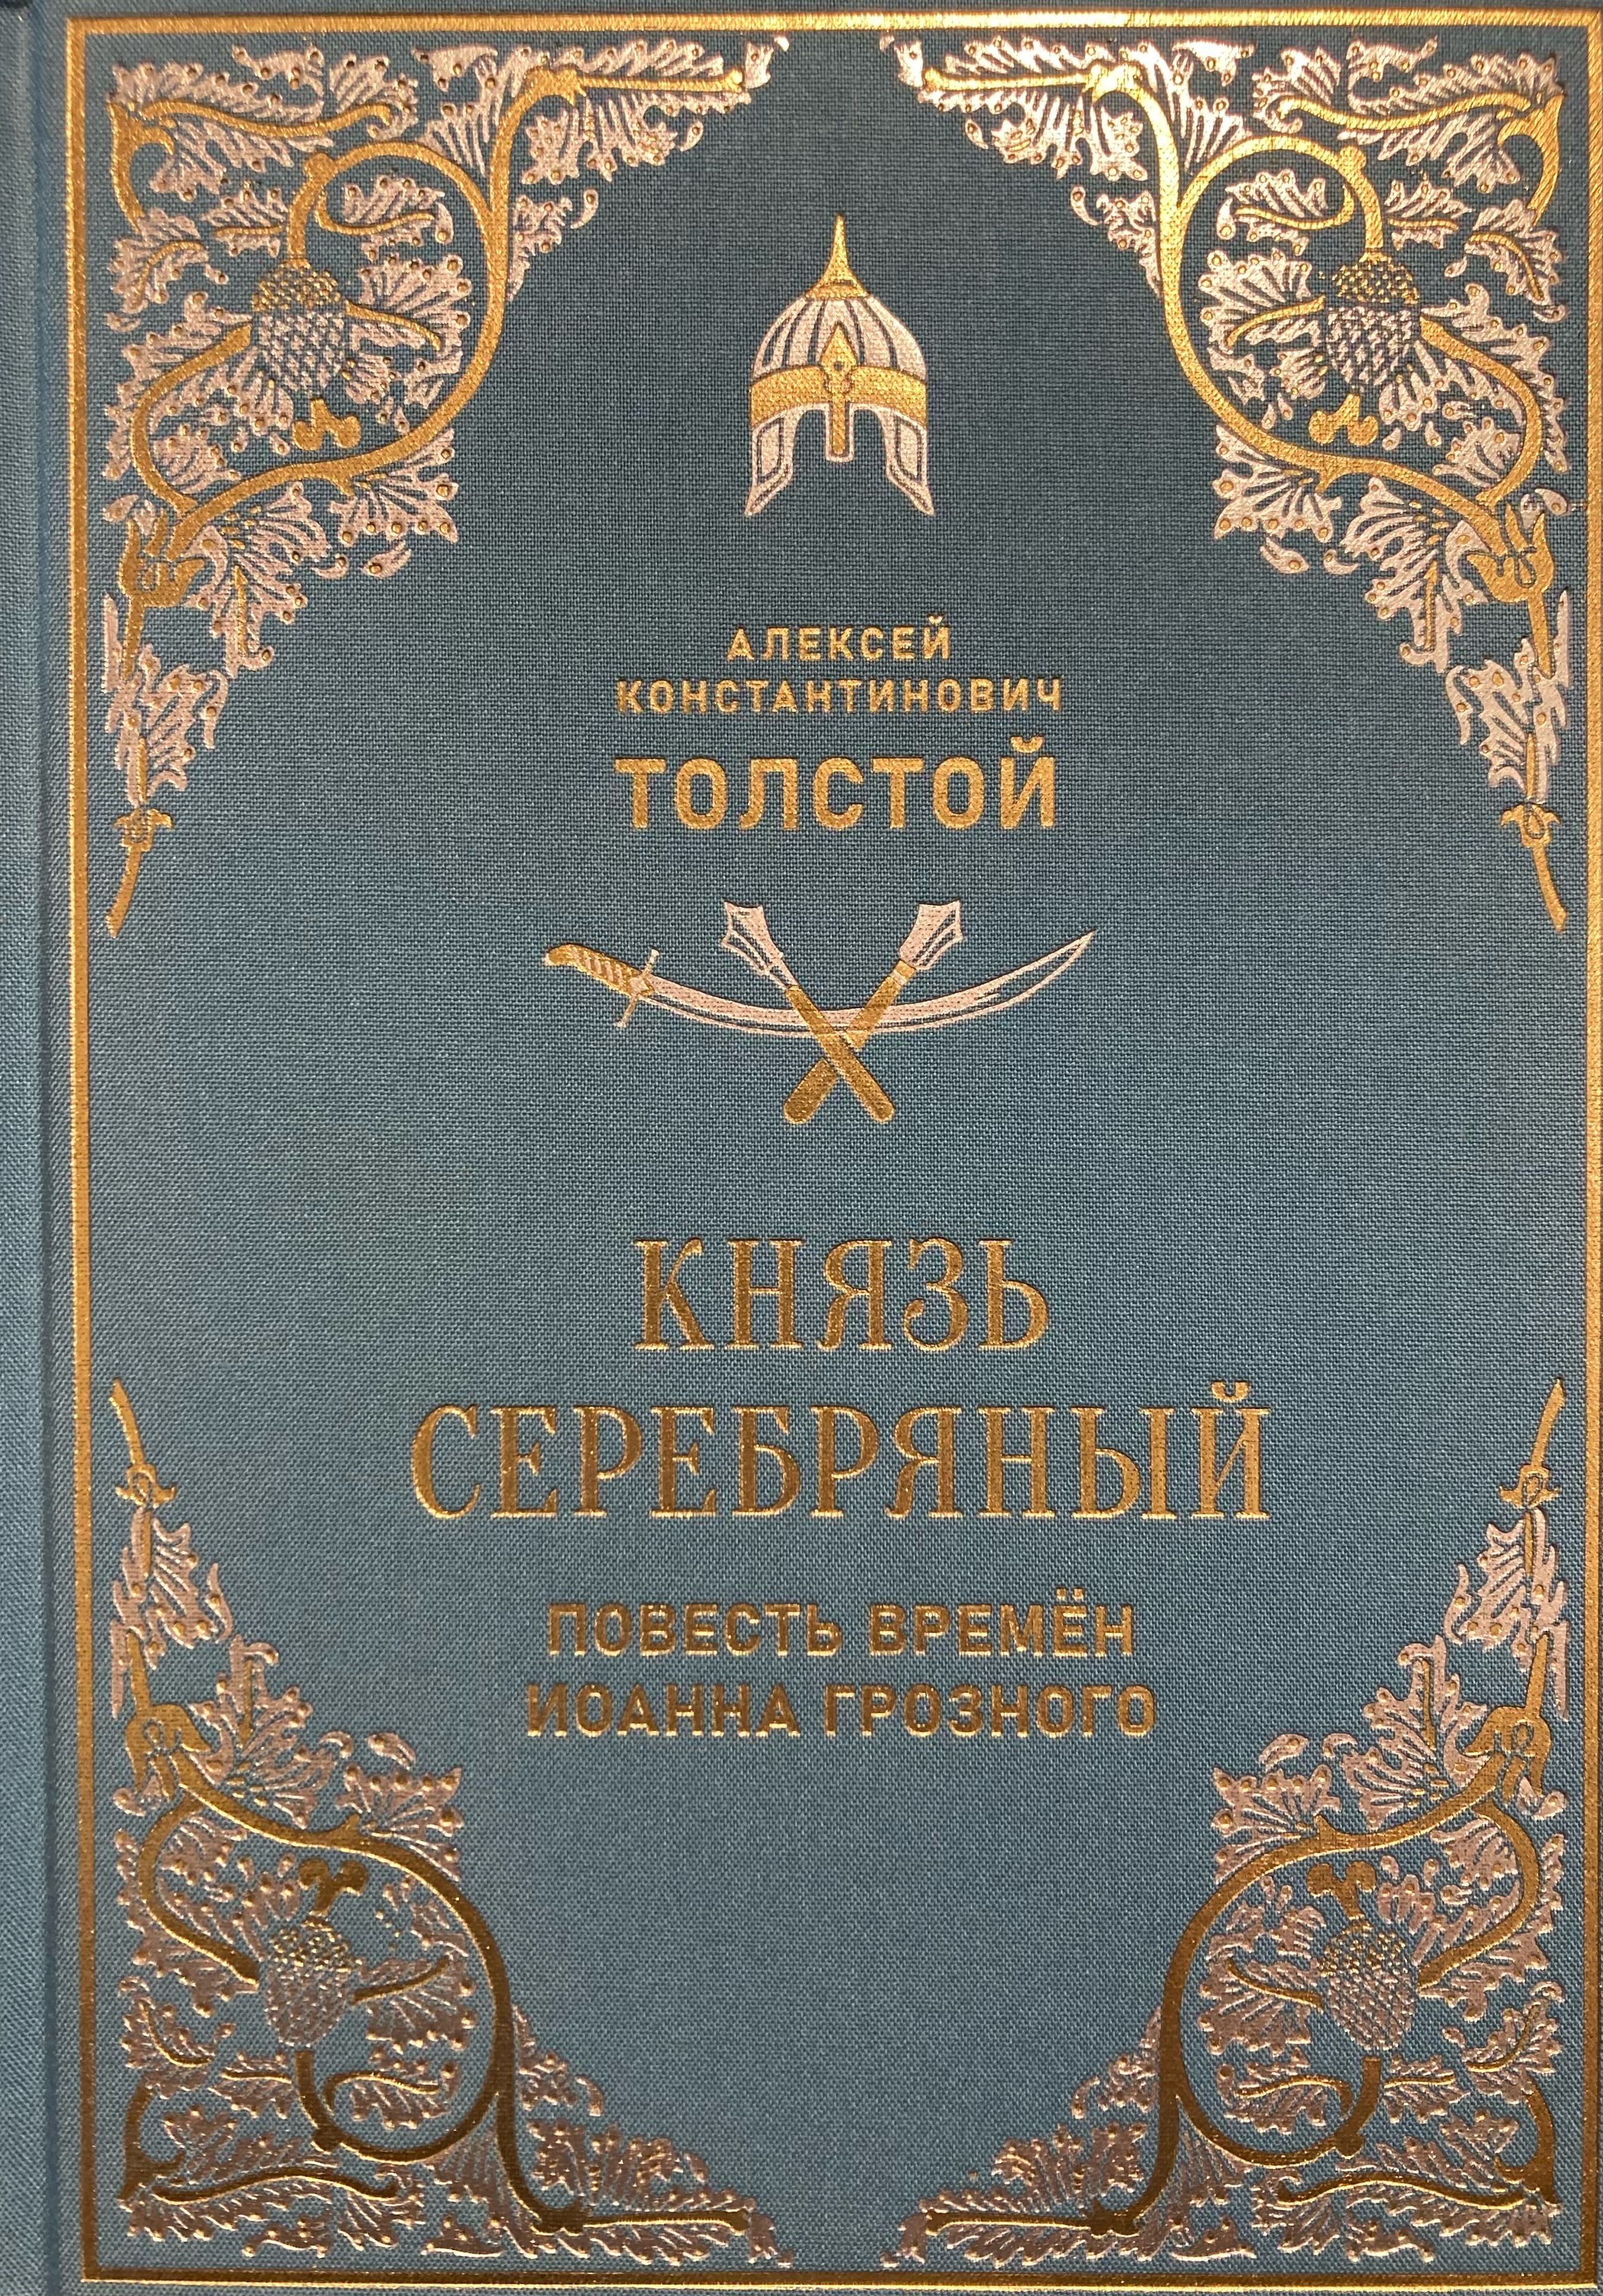 АЛЕКСЕЙ
КОНСТАНТИНОВИЧ
ТОЛСТОЙ
КНЯЗЬ
СЕРЕБРЯНЫЙ
ПОВЕСТЬ ВРЕМЁН
ИОАННА ГРОЗНОГО